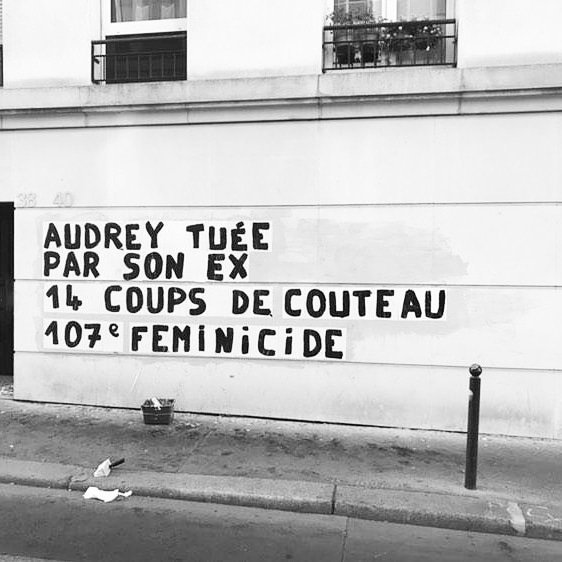 38 40
AUDREY TUÉE
PAR SON EX
14 COUPS DE COUTEAU
107e FEMiNiCiDE